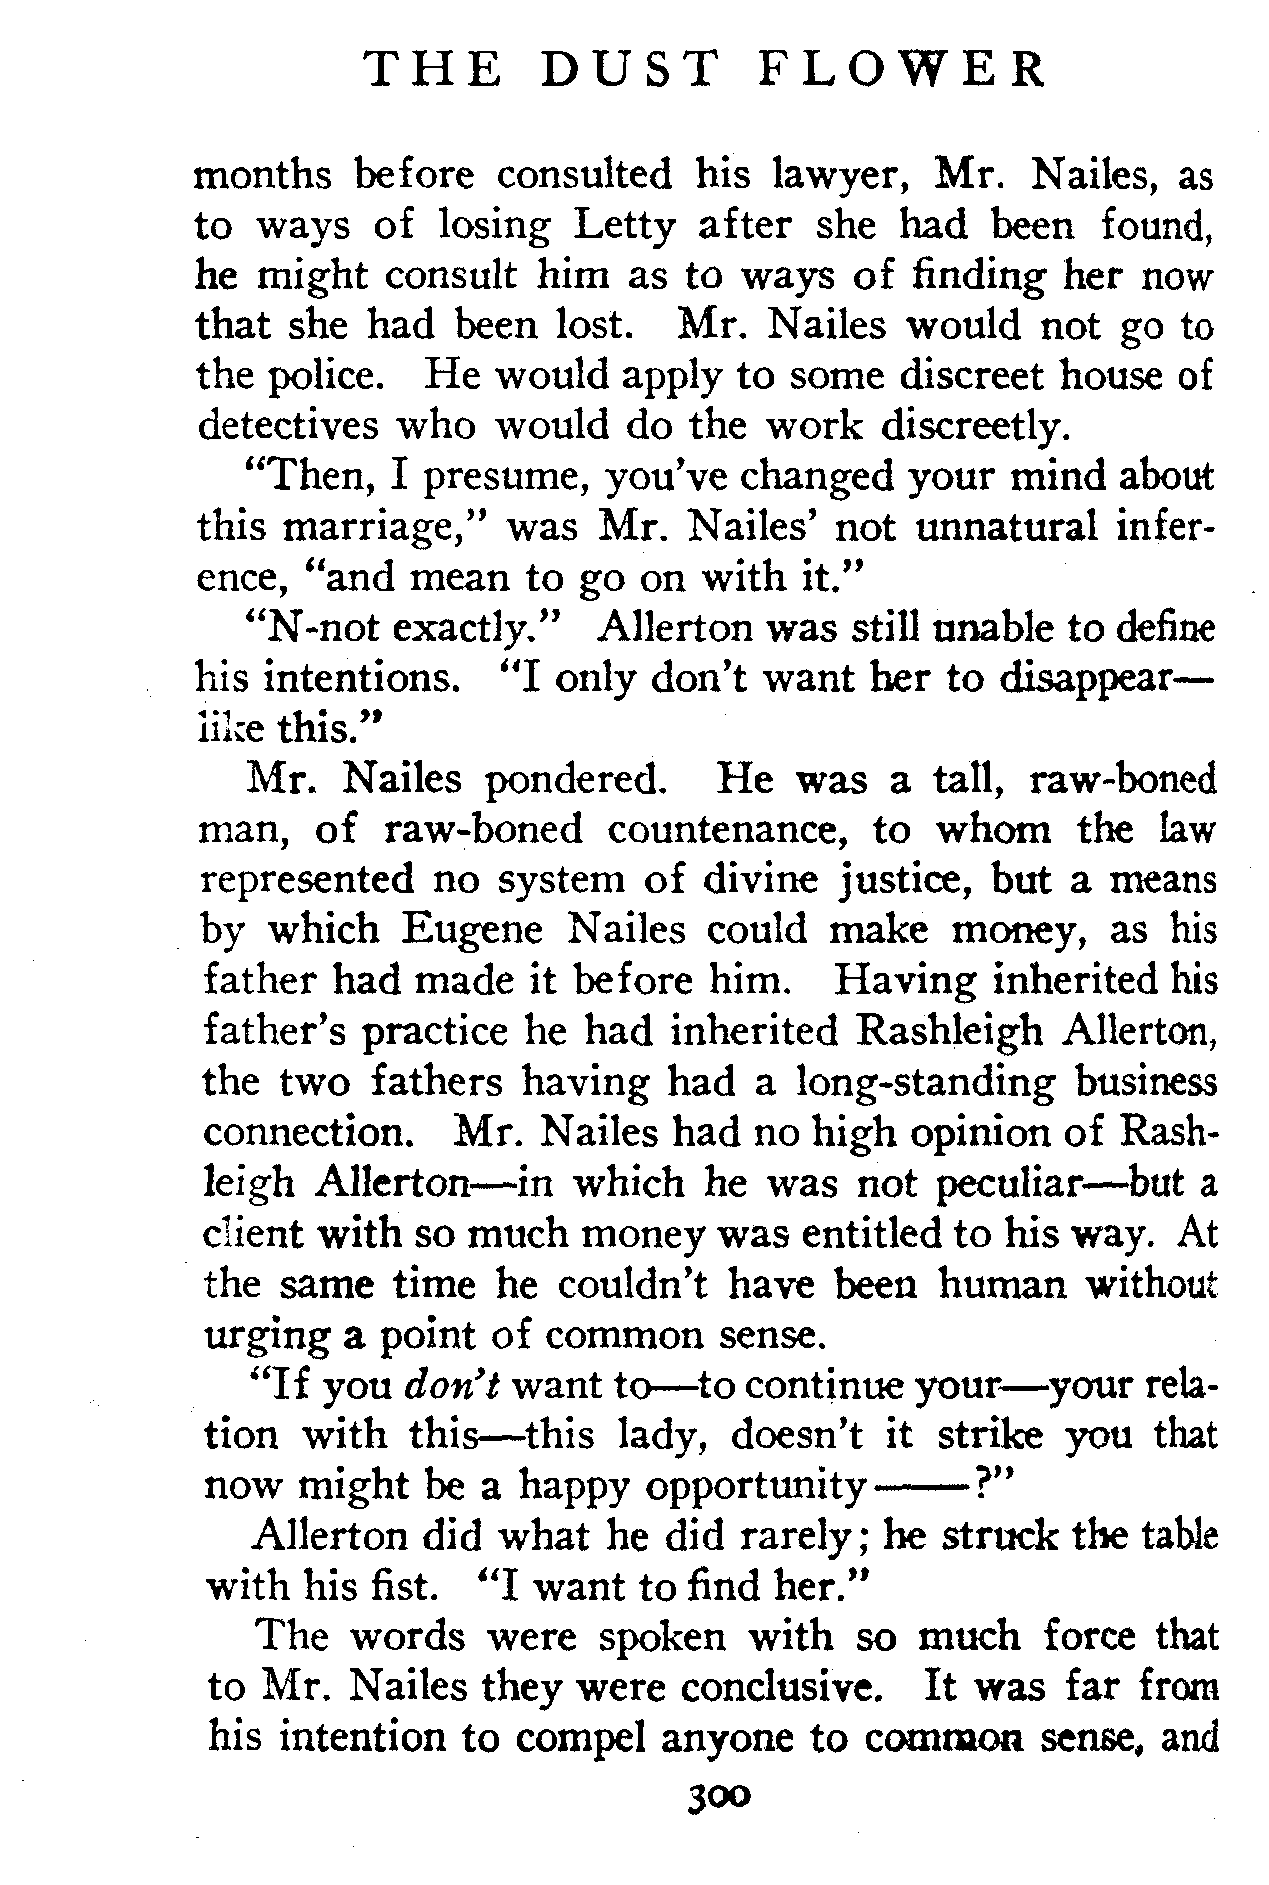 THE DUST FLOWER
months before consulted his lawyer, Mr. Nailes, as
to ways of losing Letty after she had been found,
he might consult him as to ways of finding her now
that she had been lost. Mr. Nailes would not go to
the police. He would apply to some discreet house of
detectives who would do the work discreetly.
"Then, I presume, you've changed your mind about
this marriage," was Mr. Nailes' not unnatural infer-
ence, "and mean to go on with it."
"N-not exactly." Allerton was still unable to define
his intentions. "I only don't want her to disappear—
like this."
Mr. Nailes pondered. He was a tall, raw-boned
man, of raw-boned countenance, to whom the law
represented no system of divine justice, but a means
by which Eugene Nailes could make money, as his
father had made it before him. Having inherited his
father's practice he had inherited Rashleigh Allerton,
the two fathers having had a long-standing business
connection. Mr. Nailes had no high opinion of Rash-
leigh Allerton—in which he was not peculiar—but a
client with so much money was entitled to his way. At
the same time he couldn't have been human without
urging a point of common sense.
"If you don't want to—to continue your—your rela-
tion with this—this lady, doesn't it strike you that
now might be a happy opportunity——?"
Allerton did what he did rarely; he struck the table
with his fist. "I want to find her."
The words were spoken with so much force that
to Mr. Nailes they were conclusive. It was far from
his intention to compel anyone to common sense, and
300